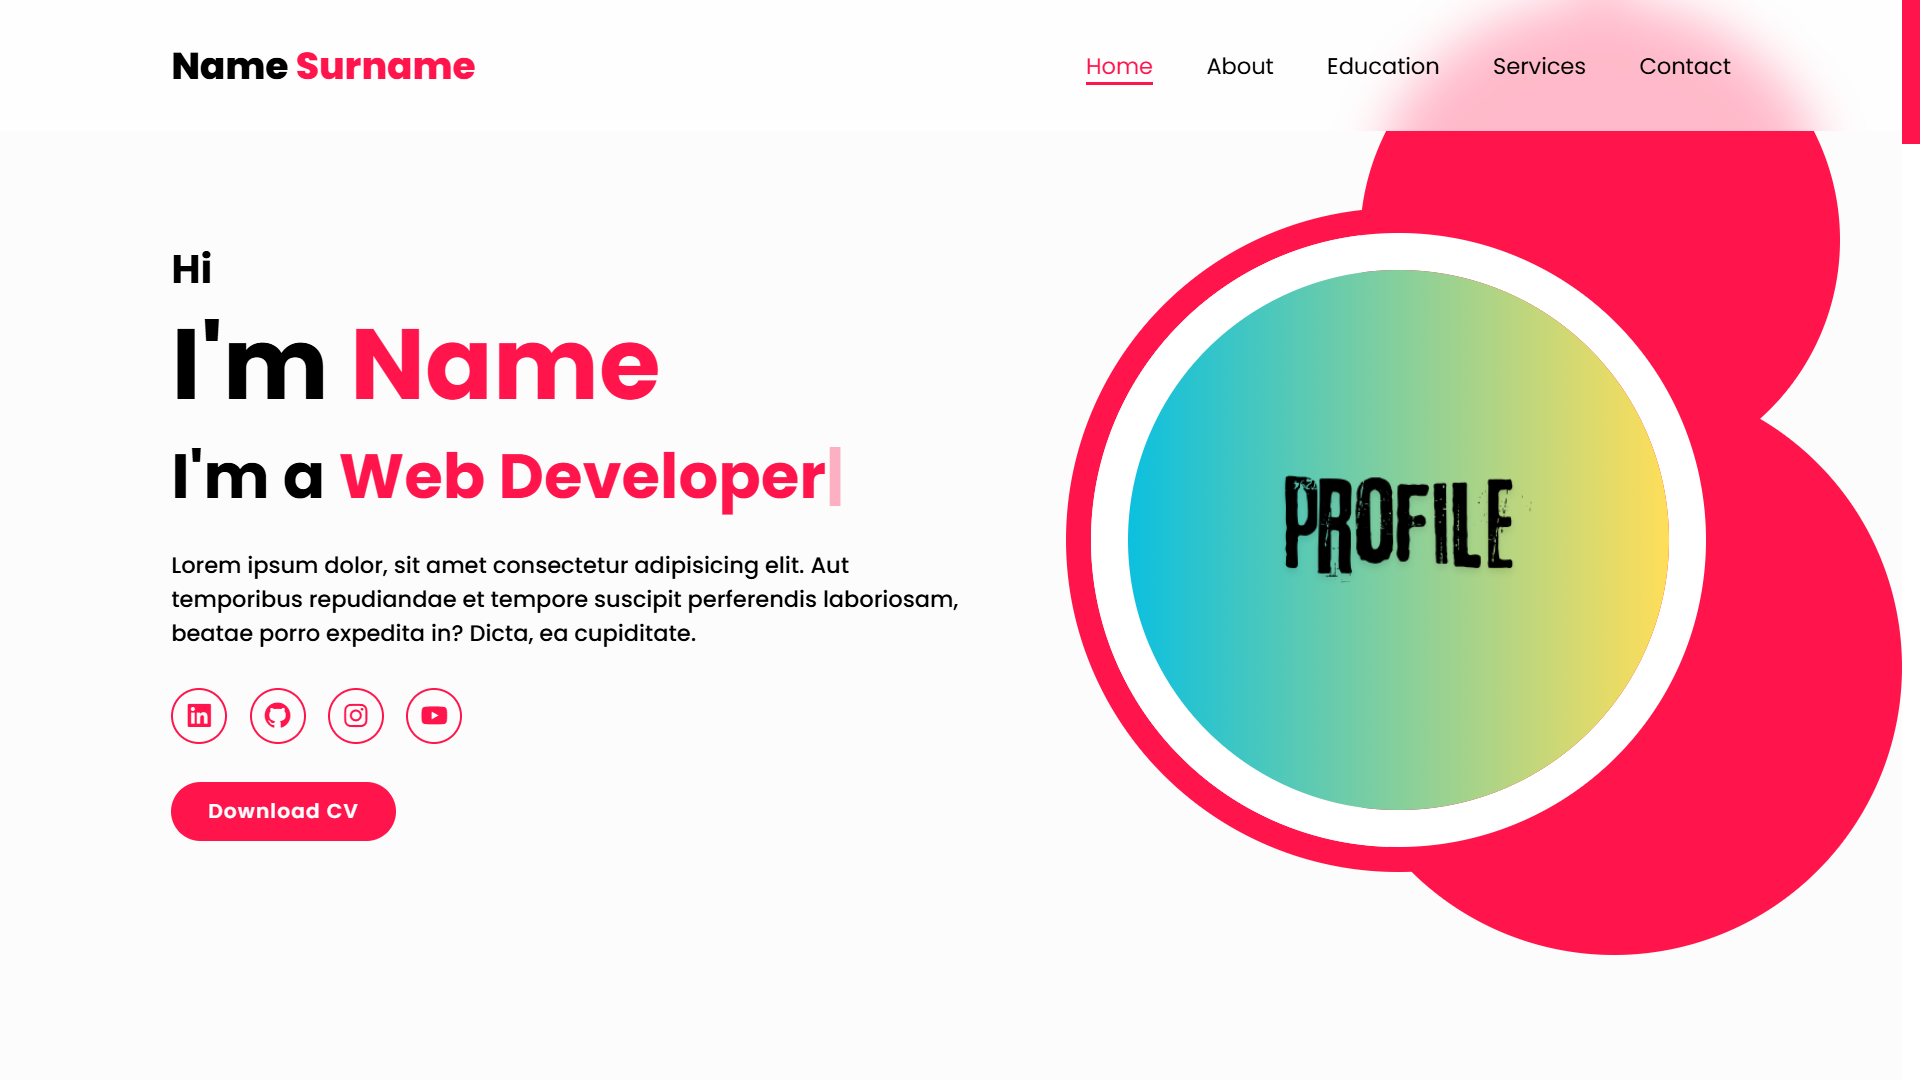 Name Surname
Home About Education Services Contact
Hi
I'm Name
I'm a Web Developer
Lorem ipsum dolor, sit amet consectetur adipisicing elit. Aut
temporibus repudiandae et tempore suscipit perferendis laboriosam,
beatae porro expedita in? Dicta, ea cupiditate.
in
Download CV
PROFILE